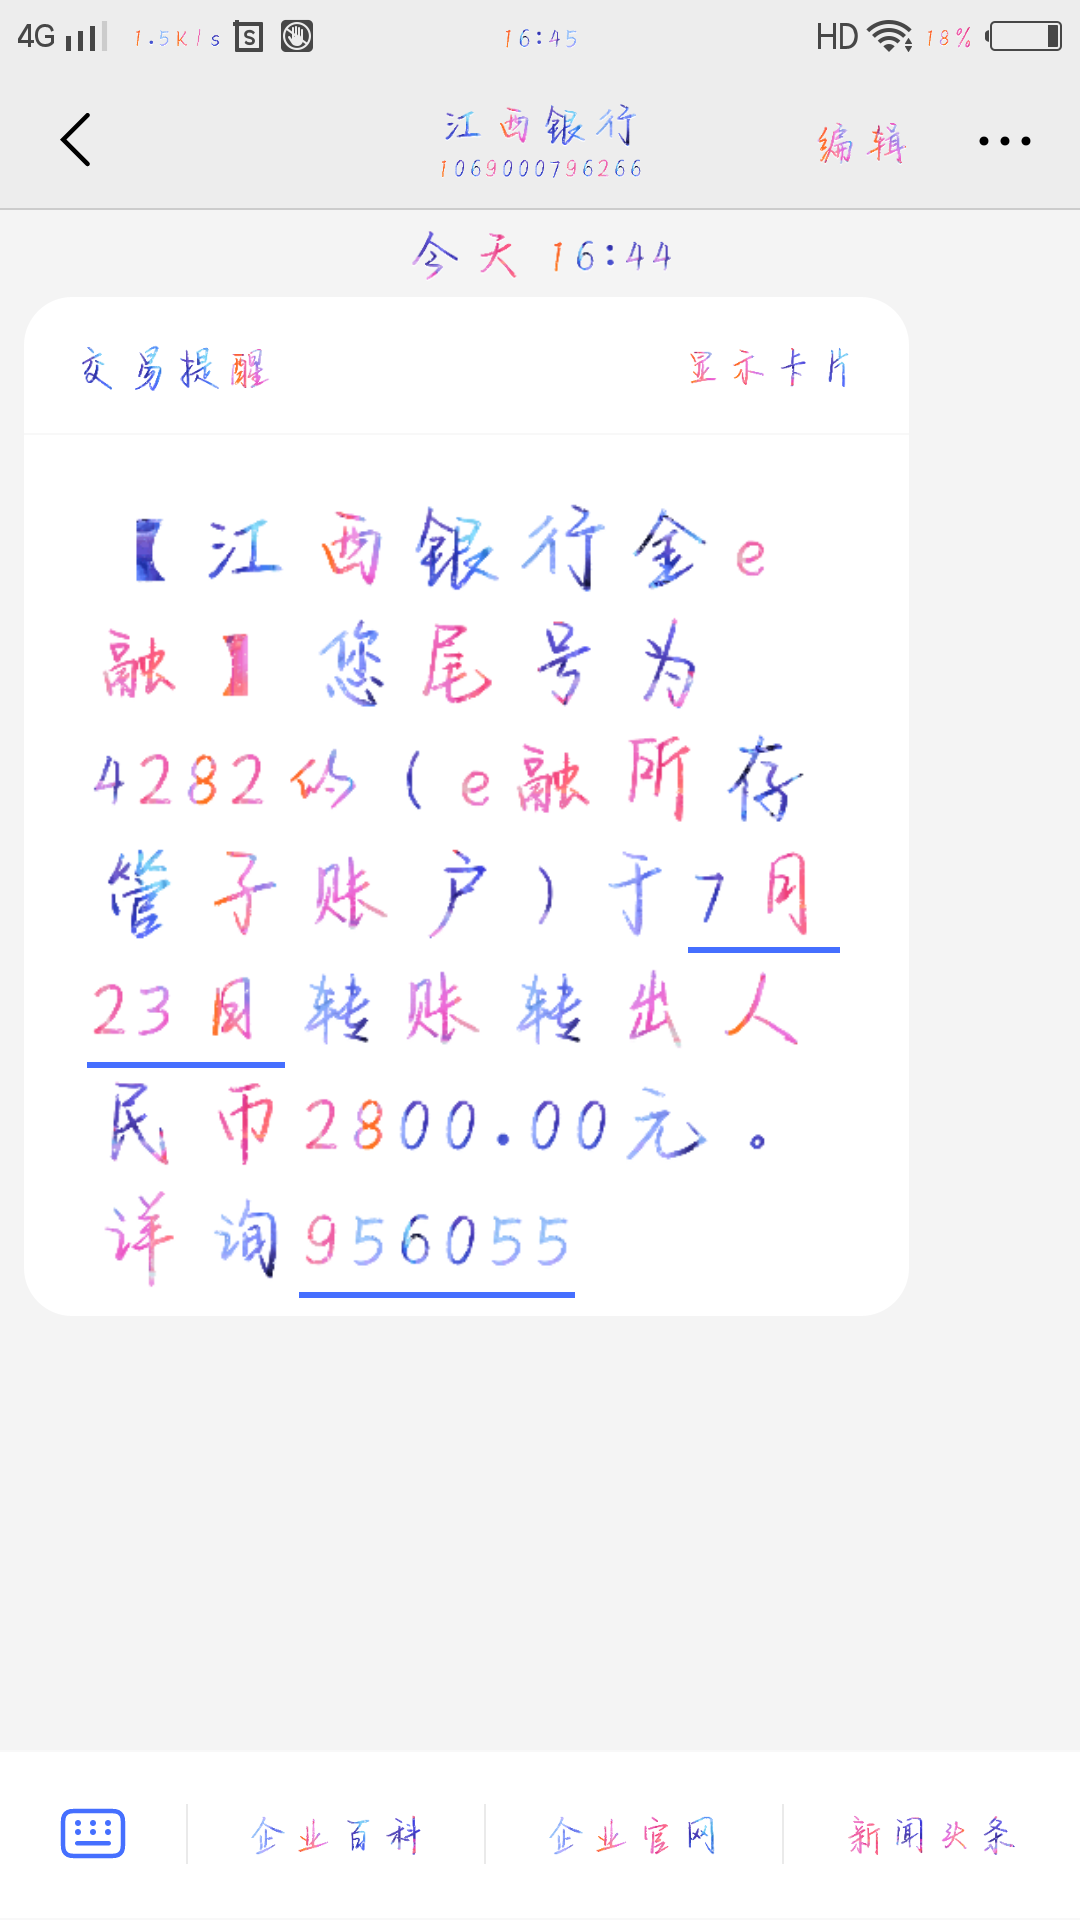 4G 1.5K/s 16:45 HD 18%
江西银行 编辑
1069000796266
今天 16:44
交易提醒 显示卡片
【江西银行金e
融】您尾号为
4282的（e融所存
管子账户）于7月
23日转账转出人
民币2800.00元。
详询956055
企业百科 企业官网 新闻头条